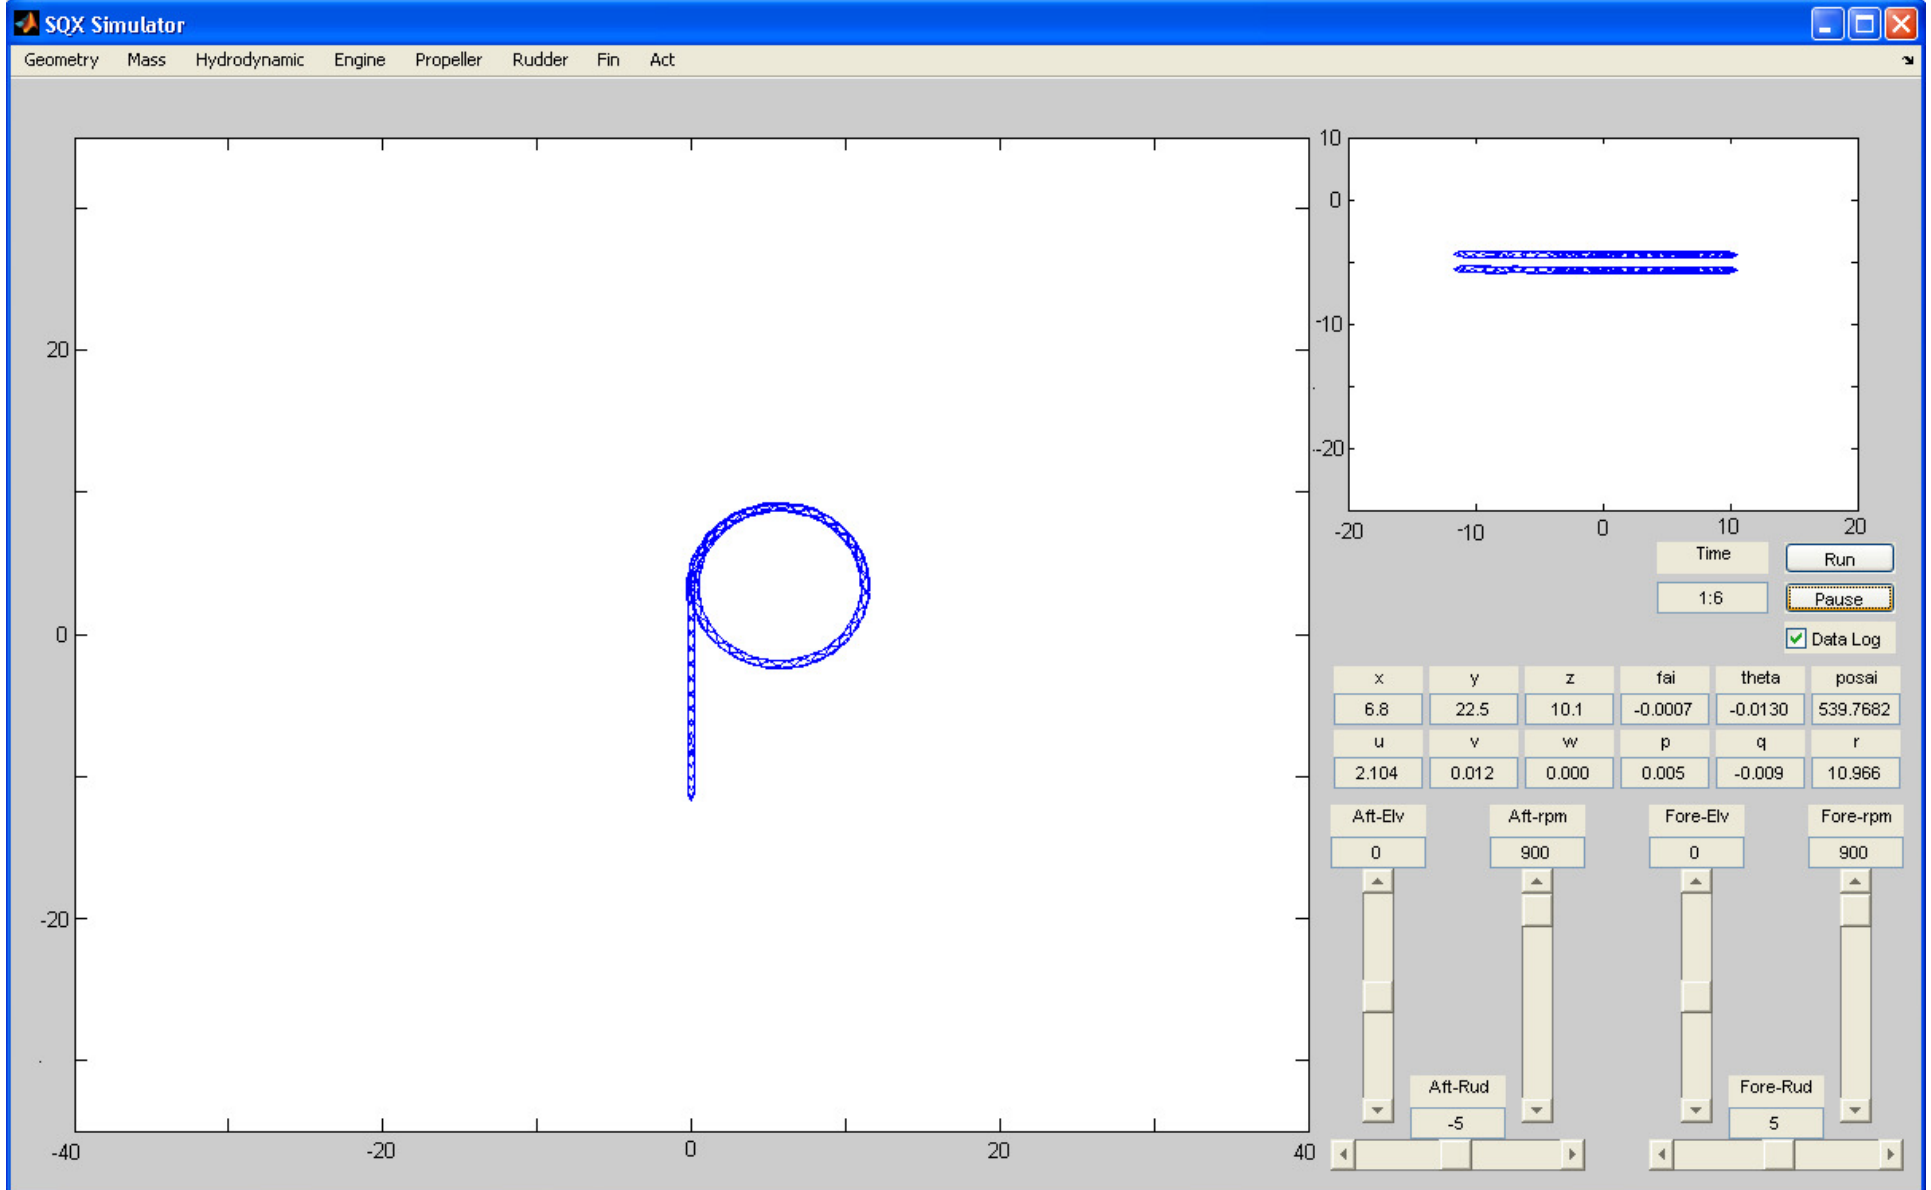 SQX Simulator
Geometry Mass Hydrodynamic Engine Propeller Rudder Fin Act
20
0
-20
-40 -20 0 20 40
10
0
-10
-20
-20 -10 0 10 20
Time Run
1:6 Pause
Data Log
x y z fai theta posai
6.8 22.5 10.1 -0.0007 -0.0130 539.7682
u v w p q r
2.104 0.012 0.000 0.005 -0.009 10.966
Aft-Elv Aft-rpm Fore-Elv Fore-rpm
0 900 0 900
Aft-Rud Fore-Rud
-5 5